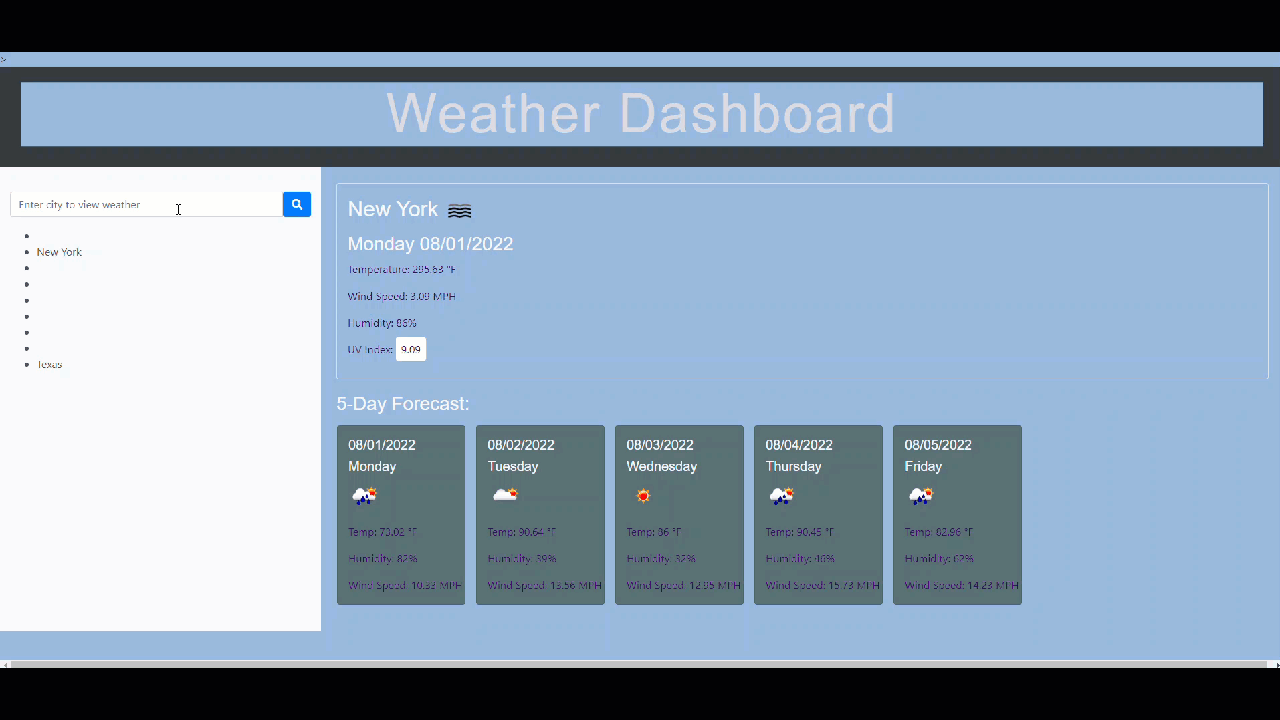 >
Weather Dashboard
Enter city to view weather
New York
Texas
New York
Monday 08/01/2022
Temperature: 295.63 °F
Wind Speed: 3.09 MPH
Humidity: 86%
UV Index: 9.09
5-Day Forecast:
08/01/2022
Monday
Temp: 73.02 °F
Humidity: 82%
Wind Speed: 10.33 MPH
08/02/2022
Tuesday
Temp: 90.64 °F
Humidity: 39%
Wind Speed: 13.56 MPH
08/03/2022
Wednesday
Temp: 86 °F
Humidity: 32%
Wind Speed: 12.95 MPH
08/04/2022
Thursday
Temp: 90.45 °F
Humidity: 46%
Wind Speed: 15.73 MPH
08/05/2022
Friday
Temp: 82.96 °F
Humidity: 62%
Wind Speed: 14.23 MPH